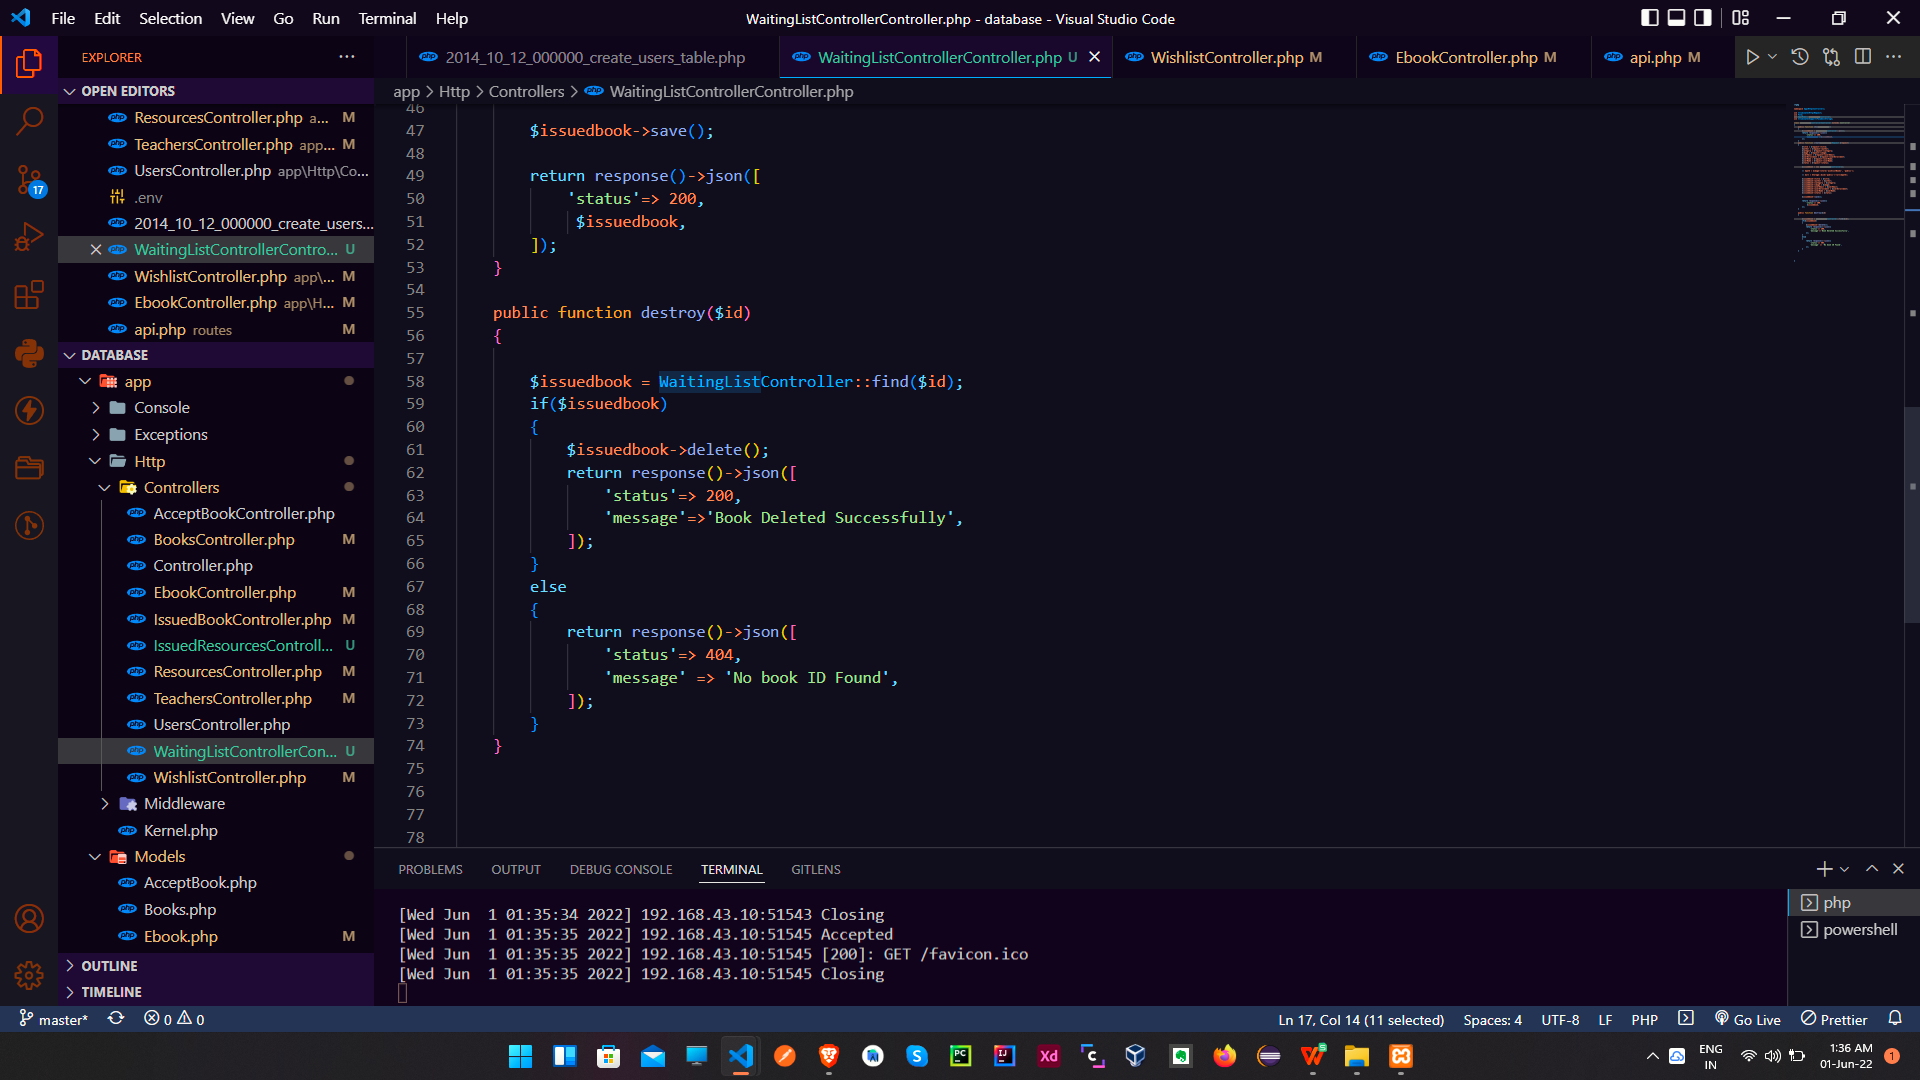 File Edit Selection View Go Run Terminal Help
WaitingListControllerController.php - database - Visual Studio Code
EXPLORER
2014_10_12_000000_create_users_table.php
WaitingListControllerController.php U
WishlistController.php M
EbookController.php M
api.php M
OPEN EDITORS
app > Http > Controllers > WaitingListControllerController.php
ResourcesController.php a... M
TeachersController.php app... M
UsersController.php app\Http\Co...
.env
2014_10_12_000000_create_users...
WaitingListControllerContro... U
WishlistController.php app\... M
EbookController.php app\H... M
api.php routes M
DATABASE
app
Console
Exceptions
Http
Controllers
AcceptBookController.php
BooksController.php M
Controller.php
EbookController.php M
IssuedBookController.php M
IssuedResourcesControll... U
ResourcesController.php M
TeachersController.php M
UsersController.php
WaitingListControllerCon... U
WishlistController.php M
Middleware
Kernel.php
Models
AcceptBook.php
Books.php
Ebook.php M
OUTLINE
TIMELINE
17
46
47 $issuedbook->save();
48
49 return response()->json([
50 'status'=> 200,
51 $issuedbook,
52 ]);
53 }
54
55 public function destroy($id)
56 {
57
58 $issuedbook = WaitingListController::find($id);
59 if($issuedbook)
60 {
61 $issuedbook->delete();
62 return response()->json([
63 'status'=> 200,
64 'message'=>'Book Deleted Successfully',
65 ]);
66 }
67 else
68 {
69 return response()->json([
70 'status'=> 404,
71 'message' => 'No book ID Found',
72 ]);
73 }
74 }
75
76
77
78
PROBLEMS OUTPUT DEBUG CONSOLE TERMINAL GITLENS
[Wed Jun  1 01:35:34 2022] 192.168.43.10:51543 Closing
[Wed Jun  1 01:35:35 2022] 192.168.43.10:51545 Accepted
[Wed Jun  1 01:35:35 2022] 192.168.43.10:51545 [200]: GET /favicon.ico
[Wed Jun  1 01:35:35 2022] 192.168.43.10:51545 Closing
php
powershell
master* 0 0
Ln 17, Col 14 (11 selected) Spaces: 4 UTF-8 LF PHP Go Live Prettier
PC IJ Xd
ENG
IN
1:36 AM
01-Jun-22
1